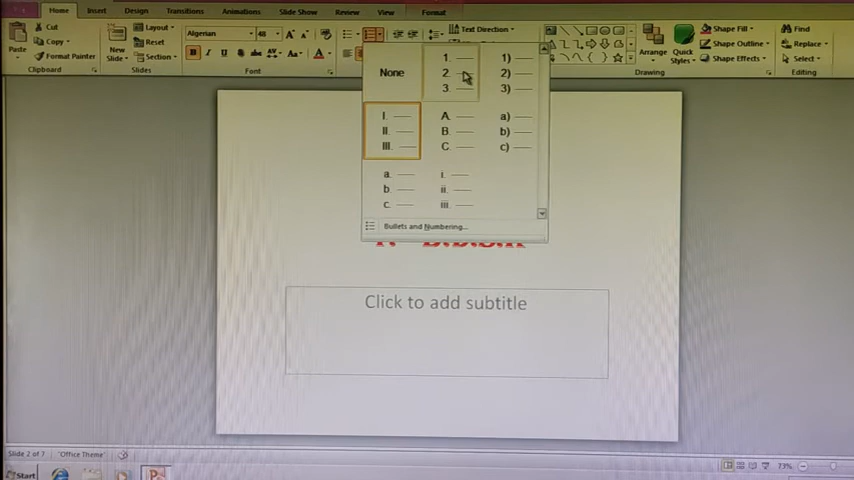 Home Insert Design Transitions Animations Slide Show Review View Format
Cut
Copy
Format Painter
Paste
Clipboard
New
Slide
Layout
Reset
Section
Slides
Algerian
48
B
Aa
A
Font
Text Direction
Arrange
Quick
Styles
Shape Fill
Shape Outline
Shape Effects
Drawing
Find
Replace
Select
Editing
None
1.
2.
3.
1)
2)
3)
I.
II.
III.
A.
B.
C.
a)
b)
c)
a.
b.
c.
i.
ii.
iii.
Bullets and Numbering...
Click to add subtitle
Slide 2 of 7
"Office Theme"
73%
Start